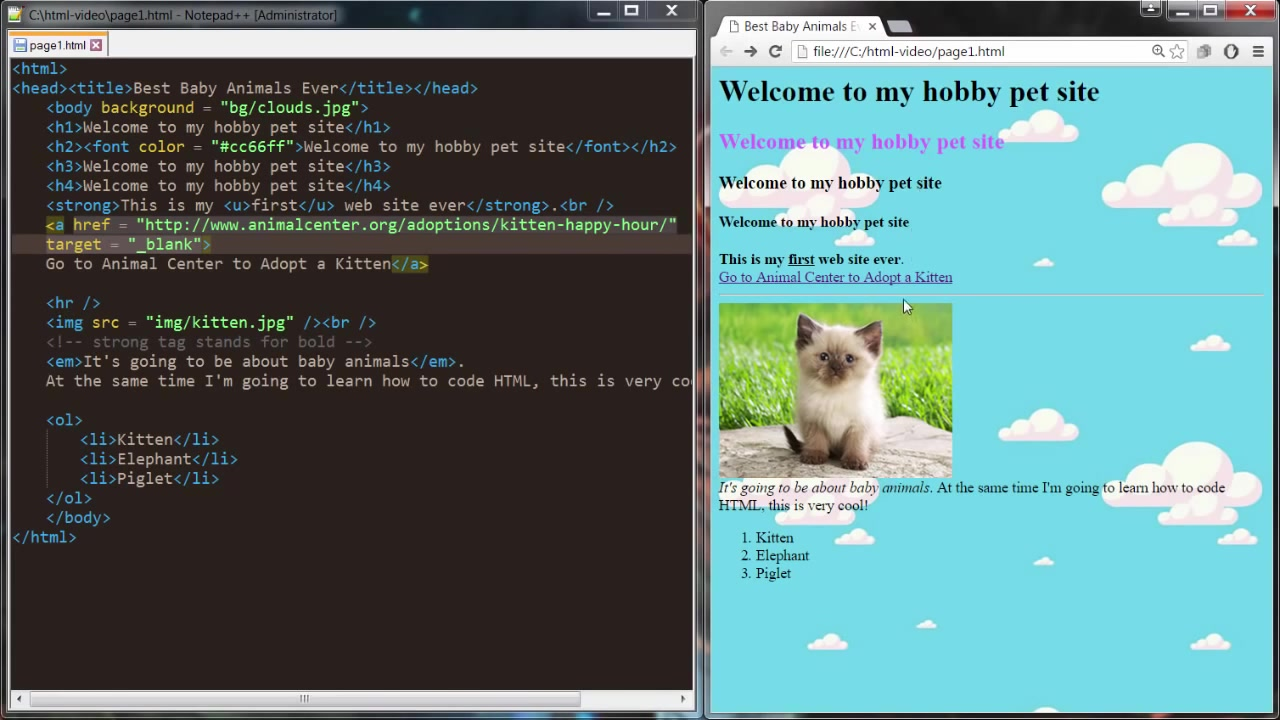 C:\html-video\page1.html - Notepad++ [Administrator]
page1.html
<html>
<head><title>Best Baby Animals Ever</title></head>
<body background = "bg/clouds.jpg">
<h1>Welcome to my hobby pet site</h1>
<h2><font color = "#cc66ff">Welcome to my hobby pet site</font></h2>
<h3>Welcome to my hobby pet site</h3>
<h4>Welcome to my hobby pet site</h4>
<strong>This is my <u>first</u> web site ever</strong>.<br />
<a href = "http://www.animalcenter.org/adoptions/kitten-happy-hour/"
target = "_blank">
Go to Animal Center to Adopt a Kitten</a>
<hr />
<img src = "img/kitten.jpg" /><br />
<!-- strong tag stands for bold -->
<em>It's going to be about baby animals</em>.
At the same time I'm going to learn how to code HTML, this is very co
<ol>
<li>Kitten</li>
<li>Elephant</li>
<li>Piglet</li>
</ol>
</body>
</html>
Best Baby Animals E
file:///C:/html-video/page1.html
Welcome to my hobby pet site
Welcome to my hobby pet site
Welcome to my hobby pet site
Welcome to my hobby pet site
This is my first web site ever.
Go to Animal Center to Adopt a Kitten
It's going to be about baby animals. At the same time I'm going to learn how to code
HTML, this is very cool!
1. Kitten
2. Elephant
3. Piglet